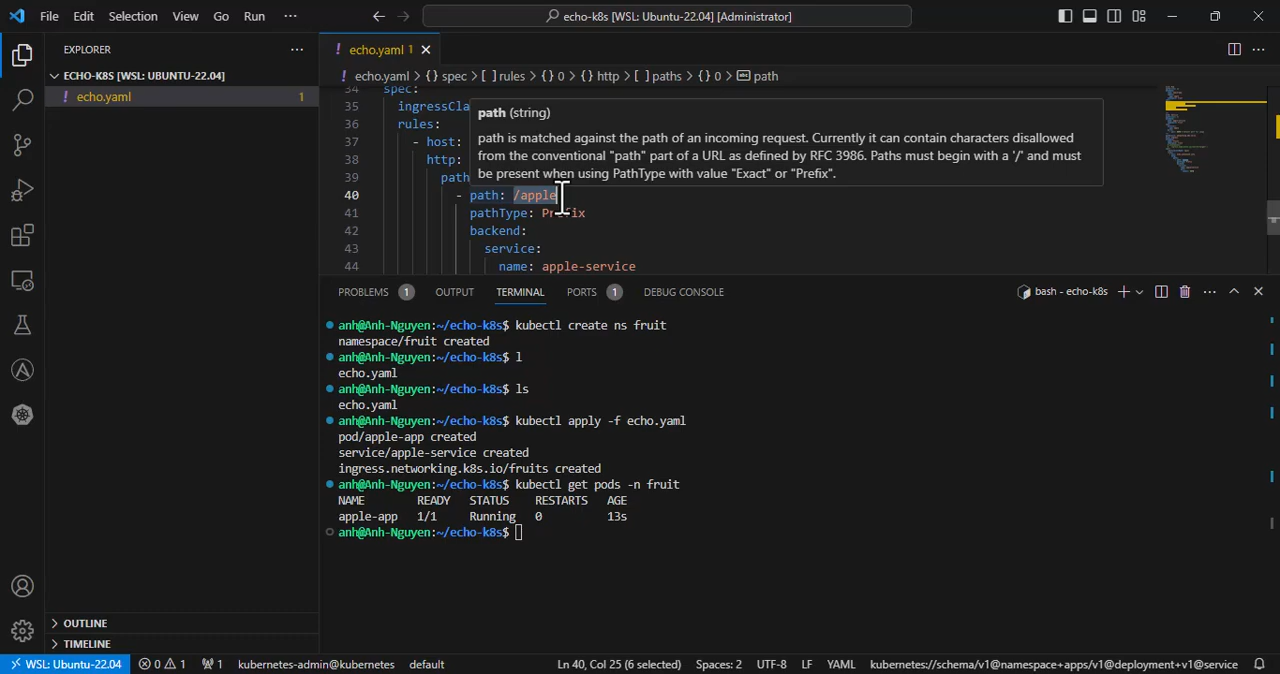 File Edit Selection View Go Run ··· echo-k8s [WSL: Ubuntu-22.04] [Administrator]
EXPLORER ···
ECHO-K8S [WSL: UBUNTU-22.04]
! echo.yaml 1
! echo.yaml 1
! echo.yaml > {} spec > [ ] rules > {} 0 > {} http > [ ] paths > {} 0 > abc path
34 spec:
35 ingressCla
36 rules:
37 - host:
38 http:
39 path
40 - path: /apple
41 pathType: Prefix
42 backend:
43 service:
44 name: apple-service
path (string)
path is matched against the path of an incoming request. Currently it can contain characters disallowed
from the conventional "path" part of a URL as defined by RFC 3986. Paths must begin with a '/' and must
be present when using PathType with value "Exact" or "Prefix".
PROBLEMS 1 OUTPUT TERMINAL PORTS 1 DEBUG CONSOLE bash - echo-k8s
anh@Anh-Nguyen:~/echo-k8s$ kubectl create ns fruit
namespace/fruit created
anh@Anh-Nguyen:~/echo-k8s$ l
echo.yaml
anh@Anh-Nguyen:~/echo-k8s$ ls
echo.yaml
anh@Anh-Nguyen:~/echo-k8s$ kubectl apply -f echo.yaml
pod/apple-app created
service/apple-service created
ingress.networking.k8s.io/fruits created
anh@Anh-Nguyen:~/echo-k8s$ kubectl get pods -n fruit
NAME READY STATUS RESTARTS AGE
apple-app 1/1 Running 0 13s
anh@Anh-Nguyen:~/echo-k8s$
OUTLINE
TIMELINE
WSL: Ubuntu-22.04 0 1 1 kubernetes-admin@kubernetes default Ln 40, Col 25 (6 selected) Spaces: 2 UTF-8 LF YAML kubernetes://schema/v1@namespace+apps/v1@deployment+v1@service